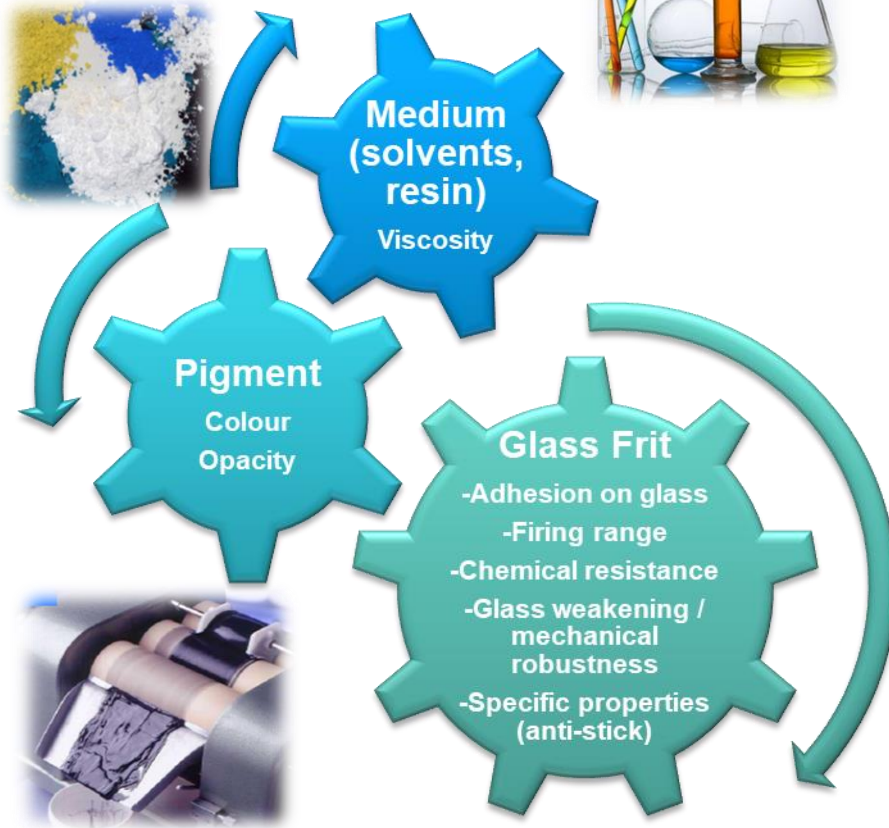 Medium
(solvents,
resin)
Viscosity
Pigment
Colour
Opacity
Glass Frit
-Adhesion on glass
-Firing range
-Chemical resistance
-Glass weakening /
mechanical
robustness
-Specific properties
(anti-stick)